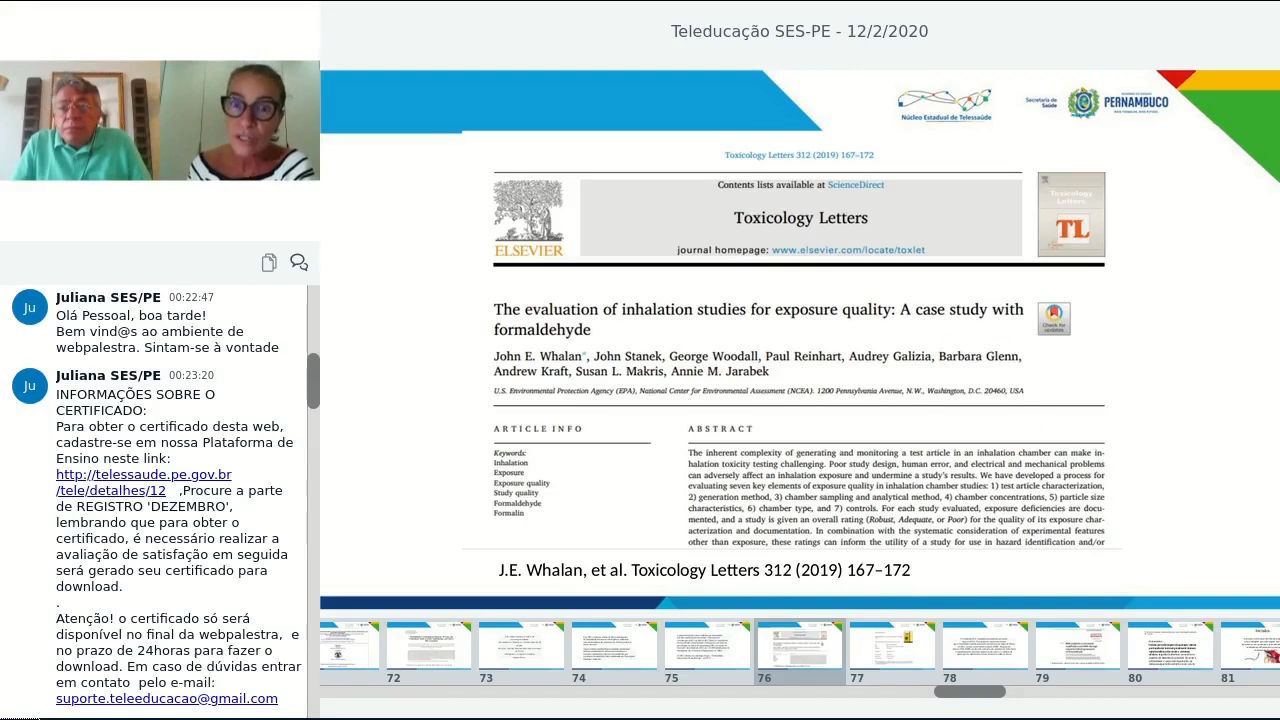 Teleducação SES-PE - 12/2/2020
Núcleo Estadual de Telessaúde
Secretaria de
Saúde
PERNAMBUCO
Toxicology Letters 312 (2019) 167–172
Contents lists available at ScienceDirect
Toxicology Letters
journal homepage: www.elsevier.com/locate/toxlet
ELSEVIER
Toxicology
Letters
TL
Check for
updates
The evaluation of inhalation studies for exposure quality: A case study with
formaldehyde
John E. Whalan*, John Stanek, George Woodall, Paul Reinhart, Audrey Galizia, Barbara Glenn,
Andrew Kraft, Susan L. Makris, Annie M. Jarabek
U.S. Environmental Protection Agency (EPA), National Center for Environmental Assessment (NCEA). 1200 Pennsylvania Avenue, N.W., Washington, D.C. 20460, USA
ARTICLE INFO
Keywords:
Inhalation
Exposure
Exposure quality
Study quality
Formaldehyde
Formalin
ABSTRACT
The inherent complexity of generating and monitoring a test article in an inhalation chamber can make in-
halation toxicity testing challenging. Poor study design, human error, and electrical and mechanical problems
can adversely affect an inhalation exposure and undermine a study's results. We have developed a process for
evaluating seven key elements of exposure quality in inhalation chamber studies: 1) test article characterization,
2) generation method, 3) chamber sampling and analytical method, 4) chamber concentrations, 5) particle size
characteristics, 6) chamber type, and 7) controls. For each study evaluated, exposure deficiencies are docu-
mented, and a study is given an overall rating (Robust, Adequate, or Poor) for the quality of its exposure char-
acterization and documentation. In combination with the systematic consideration of experimental features
other than exposure, these ratings can inform the utility of a study for use in hazard identification and/or
J.E. Whalan, et al. Toxicology Letters 312 (2019) 167–172
Ju
Juliana SES/PE 00:22:47
Olá Pessoal, boa tarde!
Bem vind@s ao ambiente de
webpalestra. Sintam-se à vontade
Ju
Juliana SES/PE 00:23:20
INFORMAÇÕES SOBRE O
CERTIFICADO:
Para obter o certificado desta web,
cadastre-se em nossa Plataforma de
Ensino neste link:
http://telessaude.pe.gov.br
/tele/detalhes/12 ,Procure a parte
de REGISTRO 'DEZEMBRO',
lembrando que para obter o
certificado, é necessário realizar a
avaliação de satisfação em seguida
será gerado seu certificado para
download.
.
Atenção! o certificado só será
disponível no final da webpalestra, e
no prazo de 24horas para fazer o
download. Em caso de dúvidas entrar
em contato pelo e-mail:
suporte.teleeducacao@gmail.com
72 73 74 75 76 77 78 79 80 81